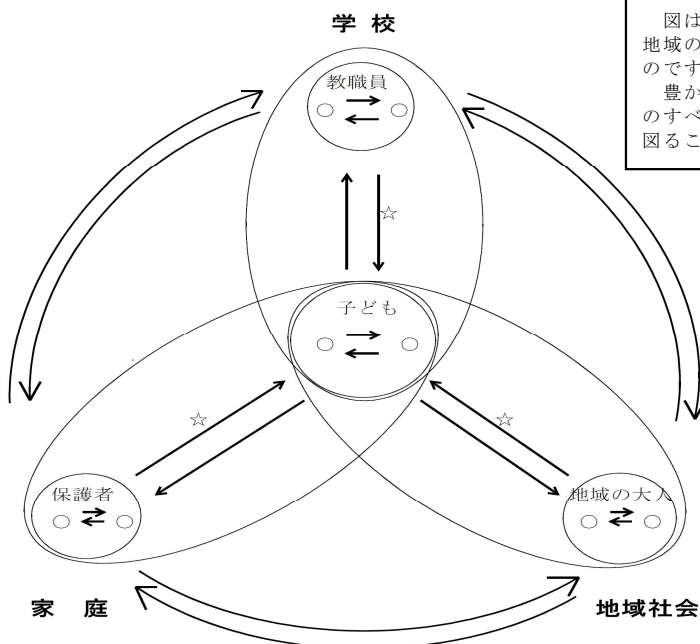 学校
図は
地域の
のです
豊か
のすべ
図るこ
教職員
☆
子ども
☆
☆
保護者
地域の大人
家庭
地域社会